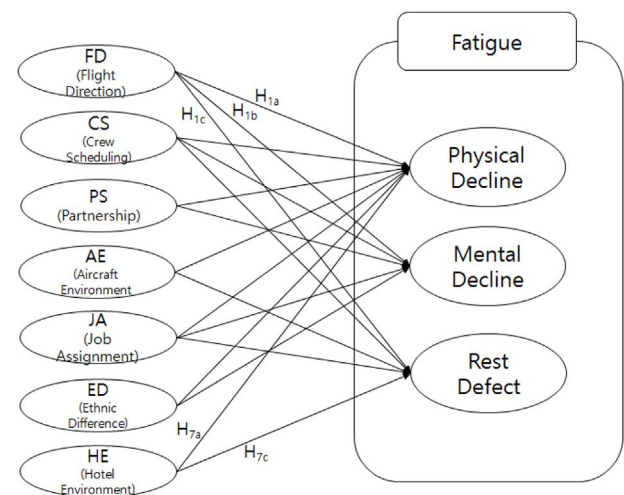 Fatigue
FD
(Flight
Direction)
CS
(Crew
Scheduling)
PS
(Partnership)
AE
(Aircraft
Environment
JA
(Job
Assignment)
ED
(Ethnic
Difference)
HE
(Hotel
Environment)
H1a
H1b
H1c
H7a
H7c
Physical
Decline
Mental
Decline
Rest
Defect